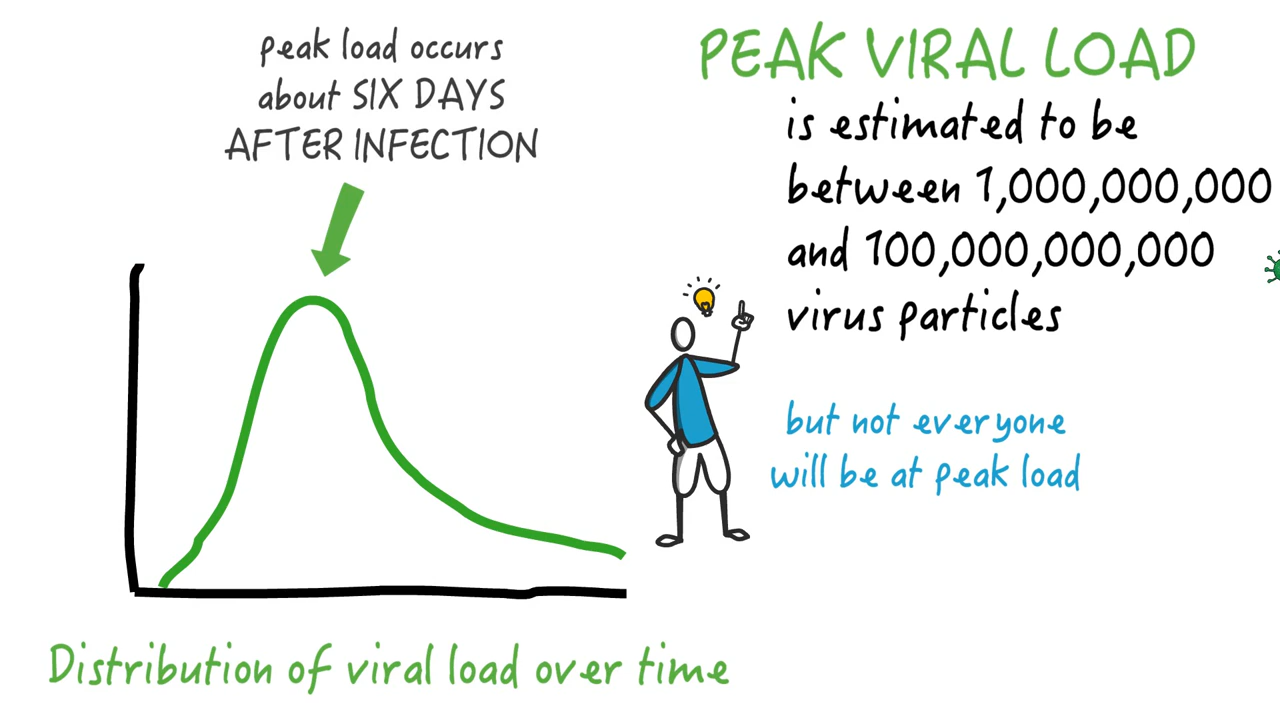 peak load occurs
about SIX DAYS
AFTER INFECTION
PEAK VIRAL LOAD
is estimated to be
between 1,000,000,000
and 100,000,000,000
virus particles
but not everyone
will be at peak load
Distribution of viral load over time